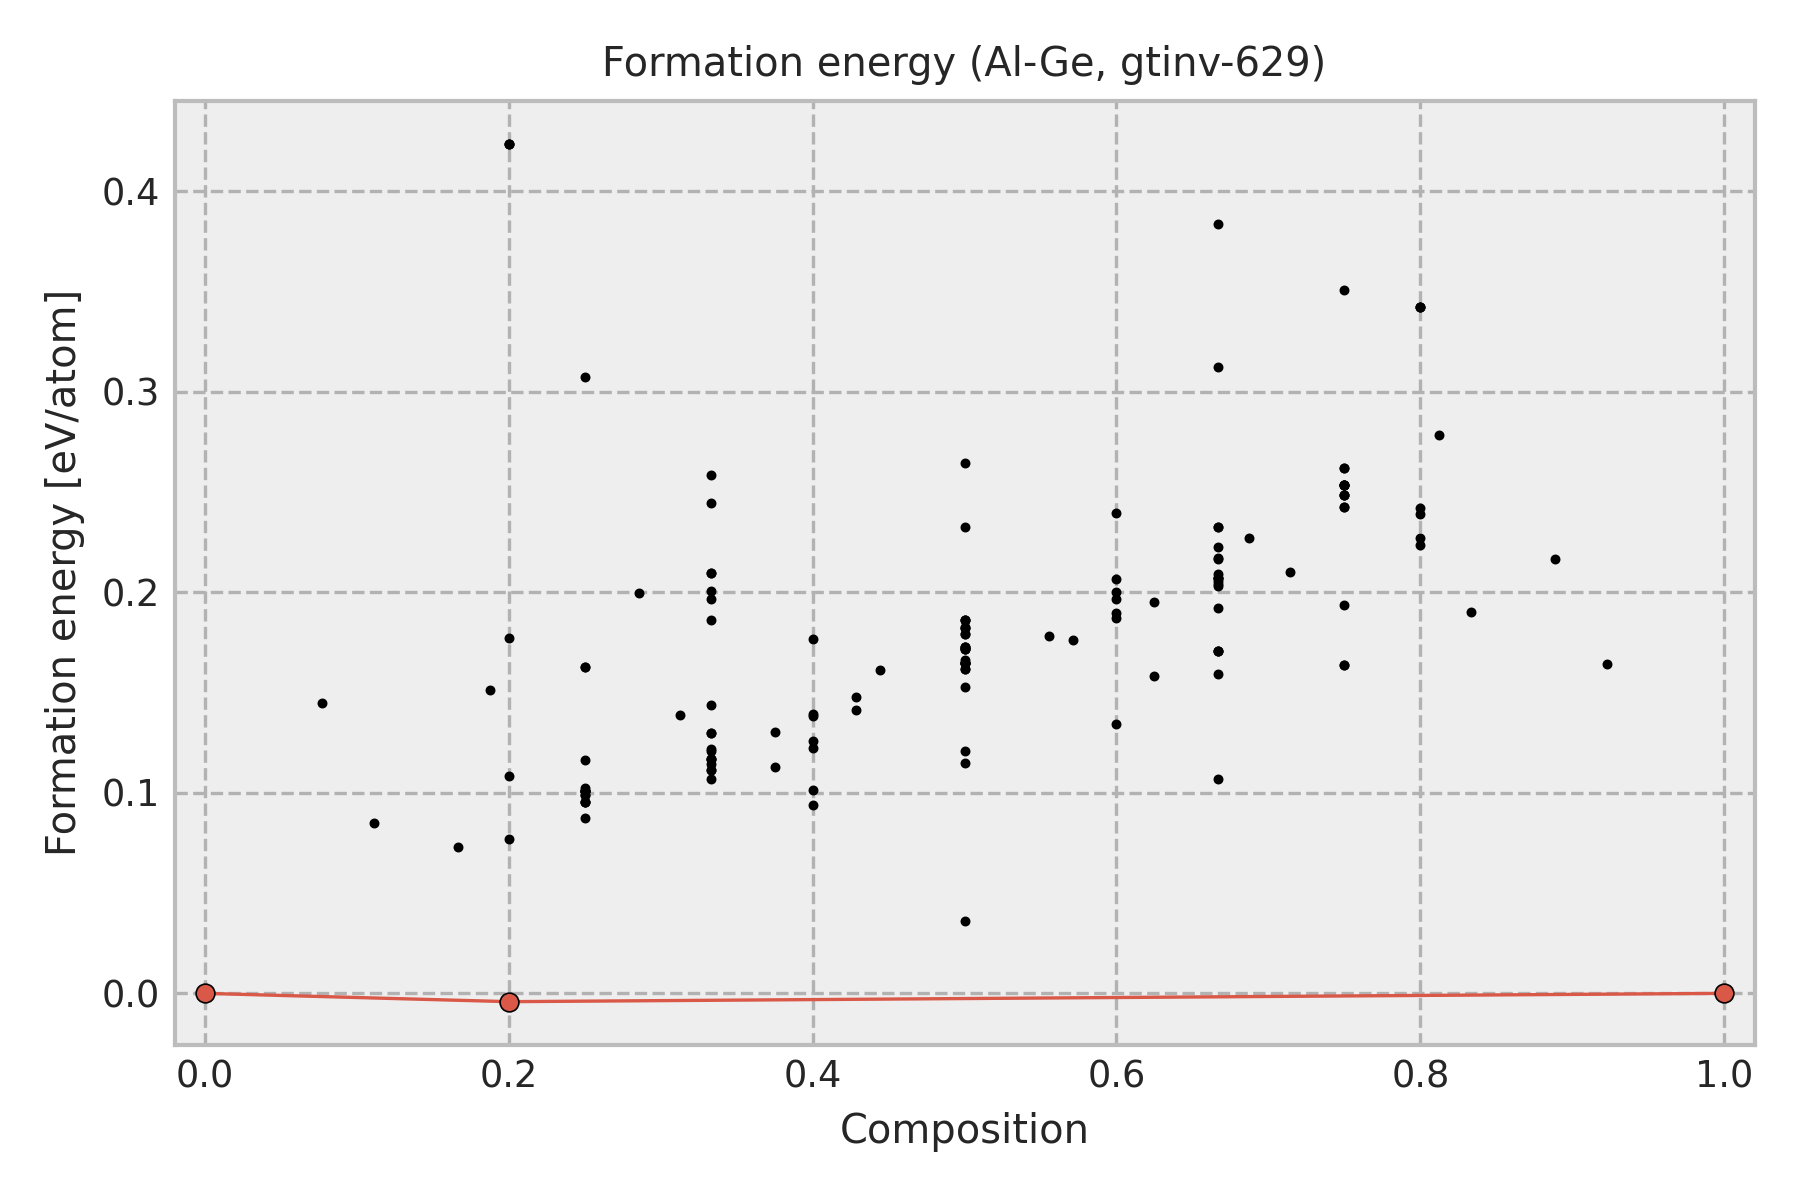 Formation energy (Al-Ge, gtinv-629)
Formation energy [eV/atom]
0.4
0.3
0.2
0.1
0.0
0.0 0.2 0.4 0.6 0.8 1.0
Composition